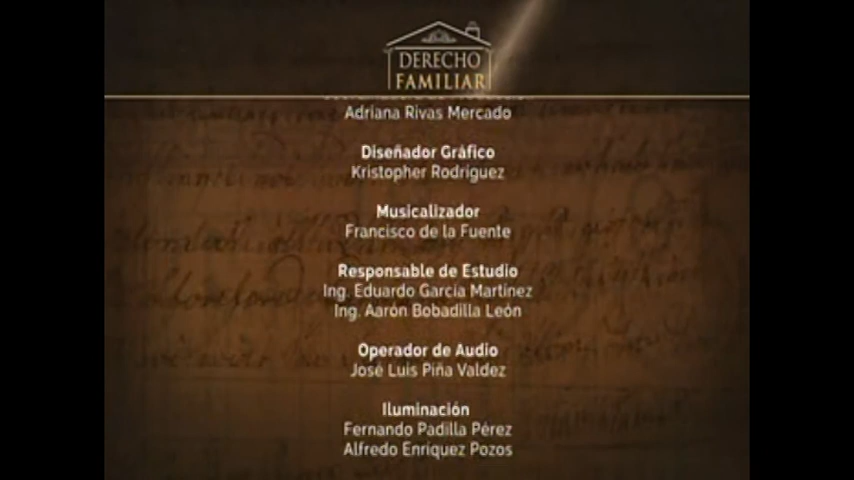 DERECHO
FAMILIAR
Adriana Rivas Mercado
Diseñador Gráfico
Kristopher Rodríguez
Musicalizador
Francisco de la Fuente
Responsable de Estudio
Ing. Eduardo García Martínez
Ing. Aarón Bobadilla León
Operador de Audio
José Luis Piña Valdez
Iluminación
Fernando Padilla Pérez
Alfredo Enríquez Pozos